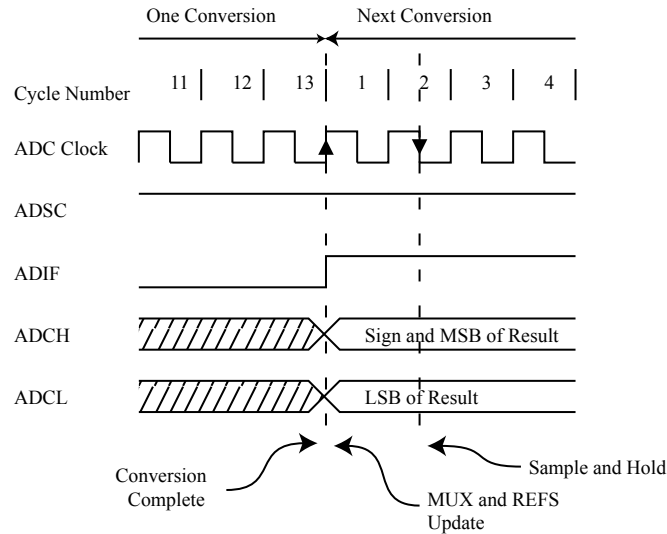 One Conversion Next Conversion
Cycle Number 11 12 13 1 2 3 4
ADC Clock
ADSC
ADIF
ADCH Sign and MSB of Result
ADCL LSB of Result
Conversion
Complete
MUX and REFS
Update
Sample and Hold